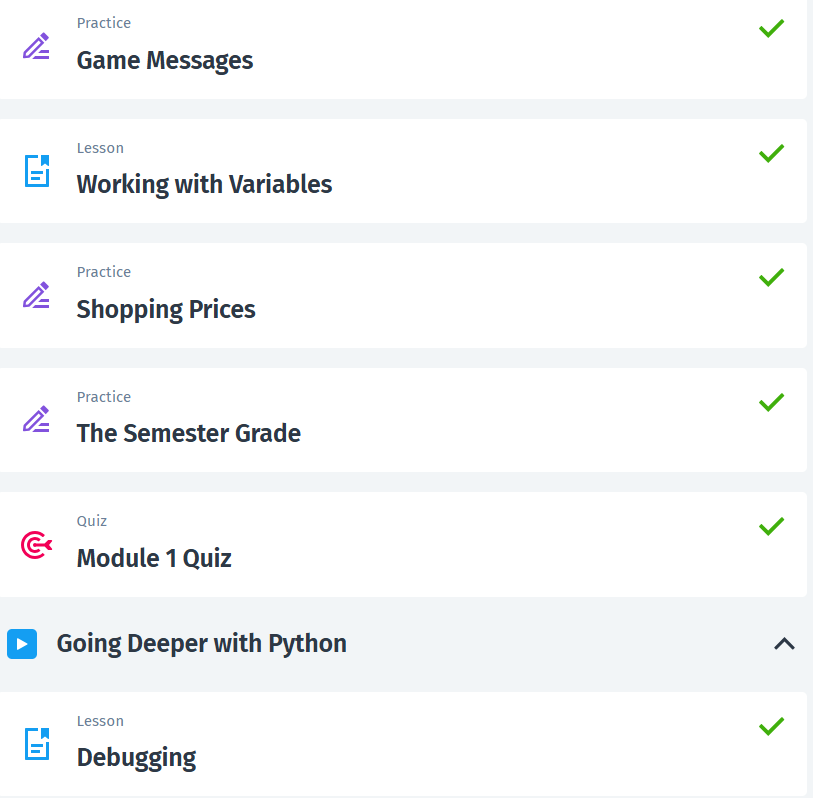 Practice
Game Messages
Lesson
Working with Variables
Practice
Shopping Prices
Practice
The Semester Grade
Quiz
Module 1 Quiz
Going Deeper with Python
Lesson
Debugging